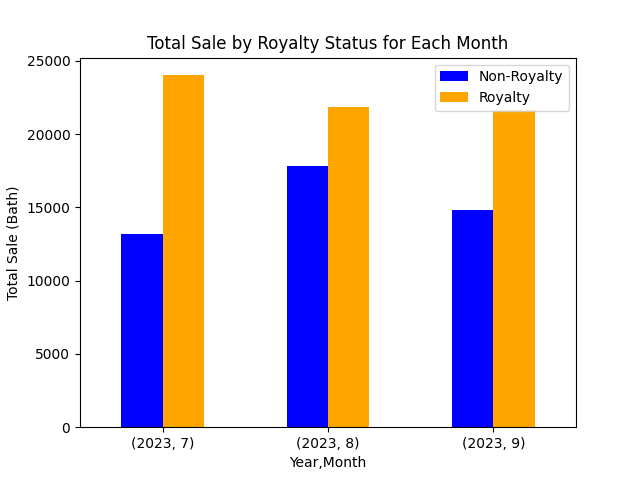 Total Sale by Royalty Status for Each Month
Non-Royalty
Royalty
25000
20000
15000
10000
5000
0
Total Sale (Bath)
(2023, 7)
(2023, 8)
(2023, 9)
Year,Month